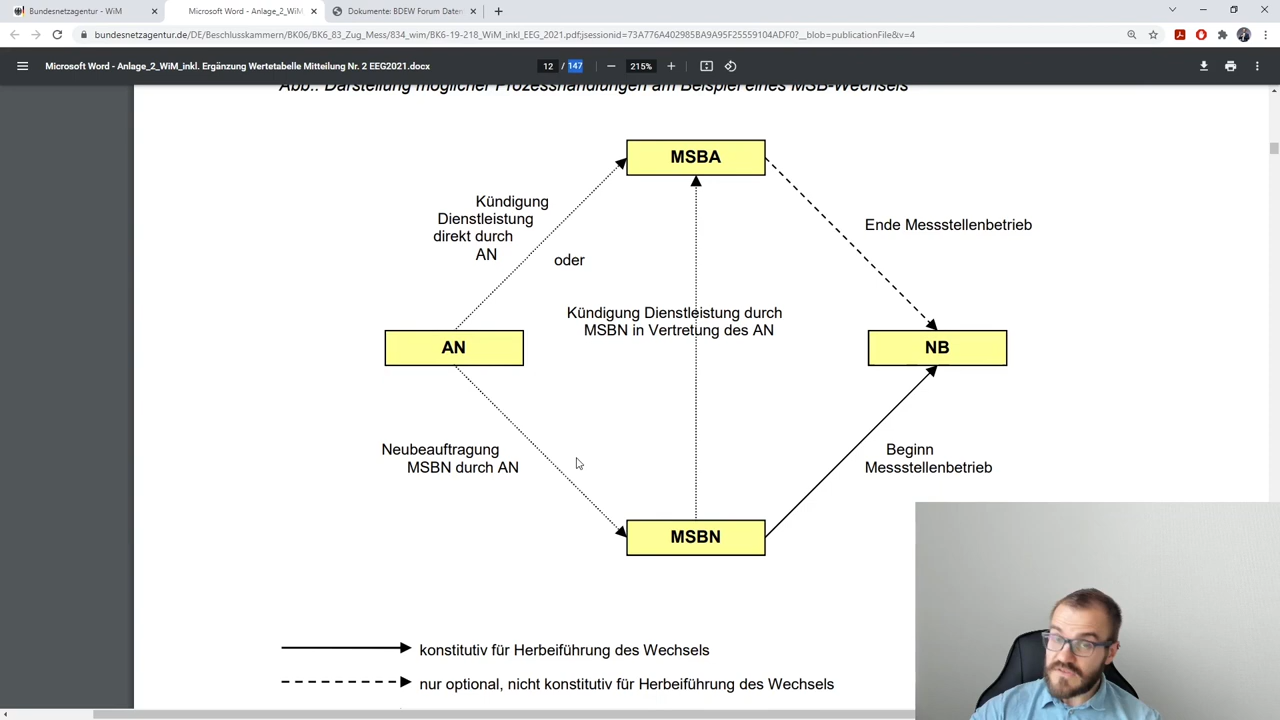 Bundesnetzagentur - WiM
Microsoft Word - Anlage_2_WiM_in
Dokumente: BDEW Forum Daten
bundesnetzagentur.de/DE/Beschlusskammern/BK06/BK6_83_Zug_Mess/834_wim/BK6-19-218_WiM_inkl_EEG_2021.pdf;jsessionid=73A776A402985BA9A95F25559104ADF0?__blob=publicationFile&v=4
Microsoft Word - Anlage_2_WiM_inkl. Ergänzung Wertetabelle Mitteilung Nr. 2 EEG2021.docx
12 / 147
215%
Abb.: Darstellung möglicher Prozesshandlungen am Beispiel eines MSB-Wechsels
MSBA
Kündigung
Dienstleistung
direkt durch
AN
Ende Messstellenbetrieb
oder
Kündigung Dienstleistung durch
MSBN in Vertretung des AN
AN
NB
Neubeauftragung
MSBN durch AN
Beginn
Messstellenbetrieb
MSBN
konstitutiv für Herbeiführung des Wechsels
nur optional, nicht konstitutiv für Herbeiführung des Wechsels